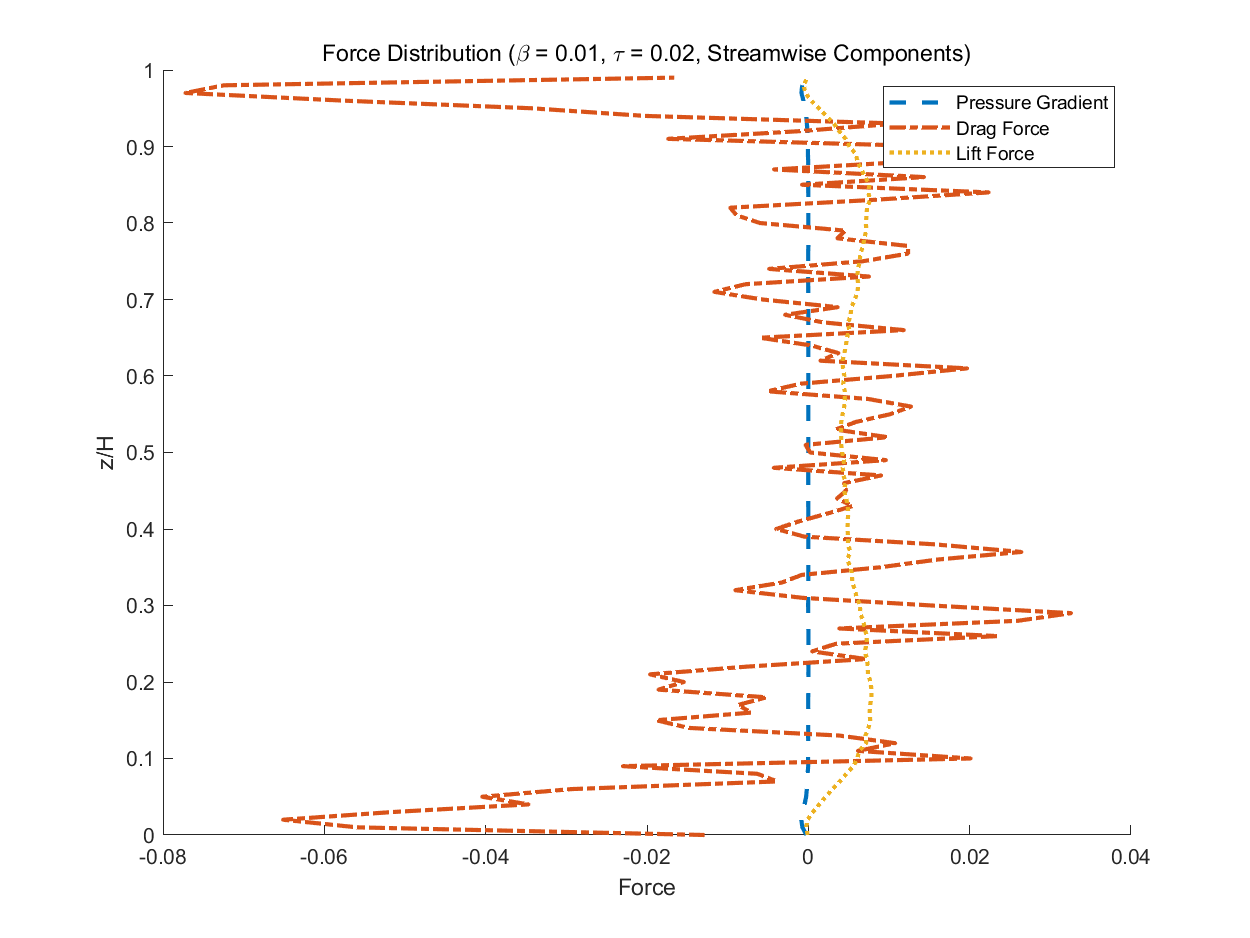 Force Distribution (β = 0.01, τ = 0.02, Streamwise Components)
1
0.9
0.8
0.7
0.6
0.5
0.4
0.3
0.2
0.1
0
z/H
Pressure Gradient
Drag Force
Lift Force
-0.08 -0.06 -0.04 -0.02 0 0.02 0.04
Force